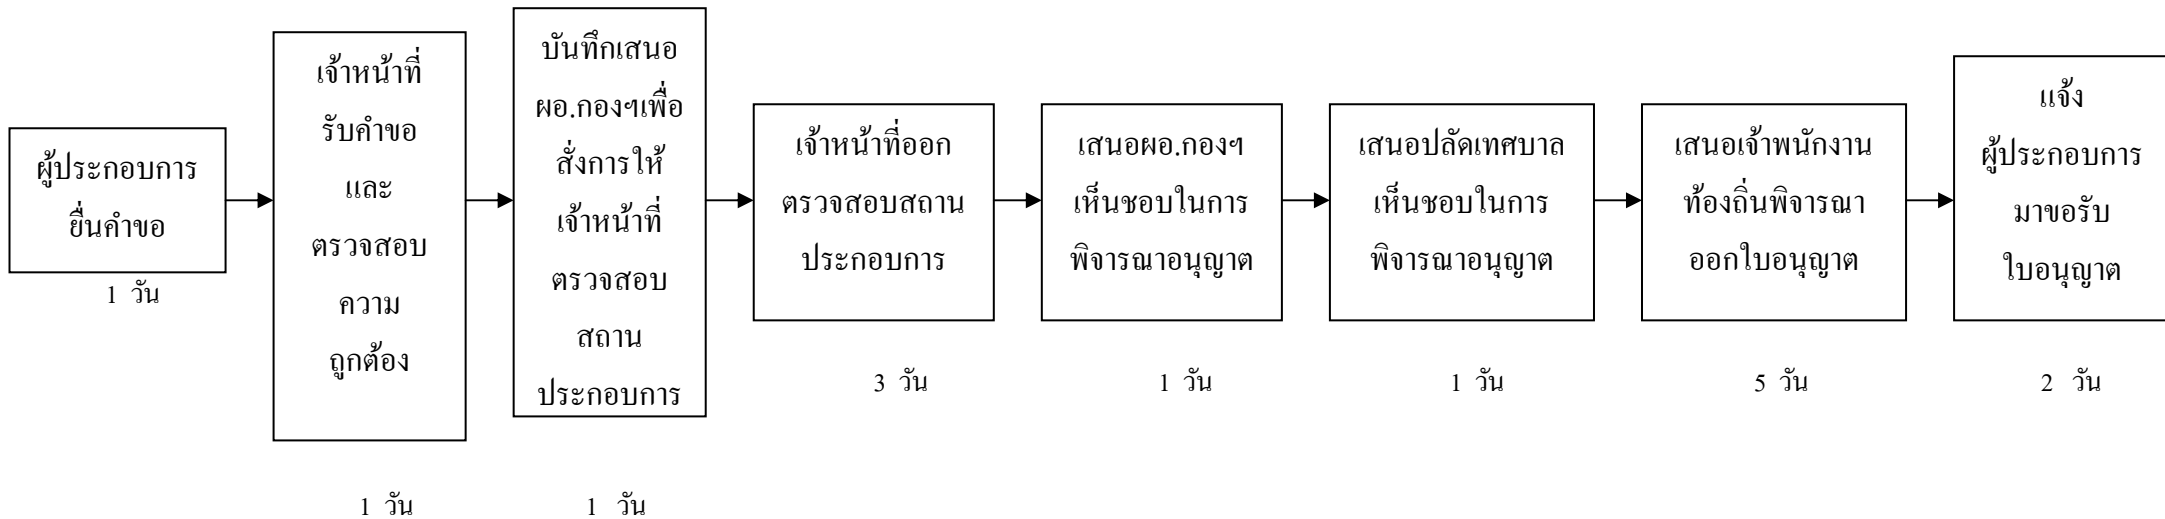 ผู้ประกอบการ
ยื่นคำขอ
1 วัน
เจ้าหน้าที่
รับคำขอ
และ
ตรวจสอบ
ความ
ถูกต้อง
1 วัน
บันทึกเสนอ
ผอ.กองฯเพื่อ
สั่งการให้
เจ้าหน้าที่
ตรวจสอบ
สถาน
ประกอบการ
1 วัน
เจ้าหน้าที่ออก
ตรวจสอบสถาน
ประกอบการ
3 วัน
เสนอผอ.กองฯ
เห็นชอบในการ
พิจารณาอนุญาต
1 วัน
เสนอปลัดเทศบาล
เห็นชอบในการ
พิจารณาอนุญาต
1 วัน
เสนอเจ้าพนักงาน
ท้องถิ่นพิจารณา
ออกใบอนุญาต
5 วัน
แจ้ง
ผู้ประกอบการ
มาขอรับ
ใบอนุญาต
2 วัน